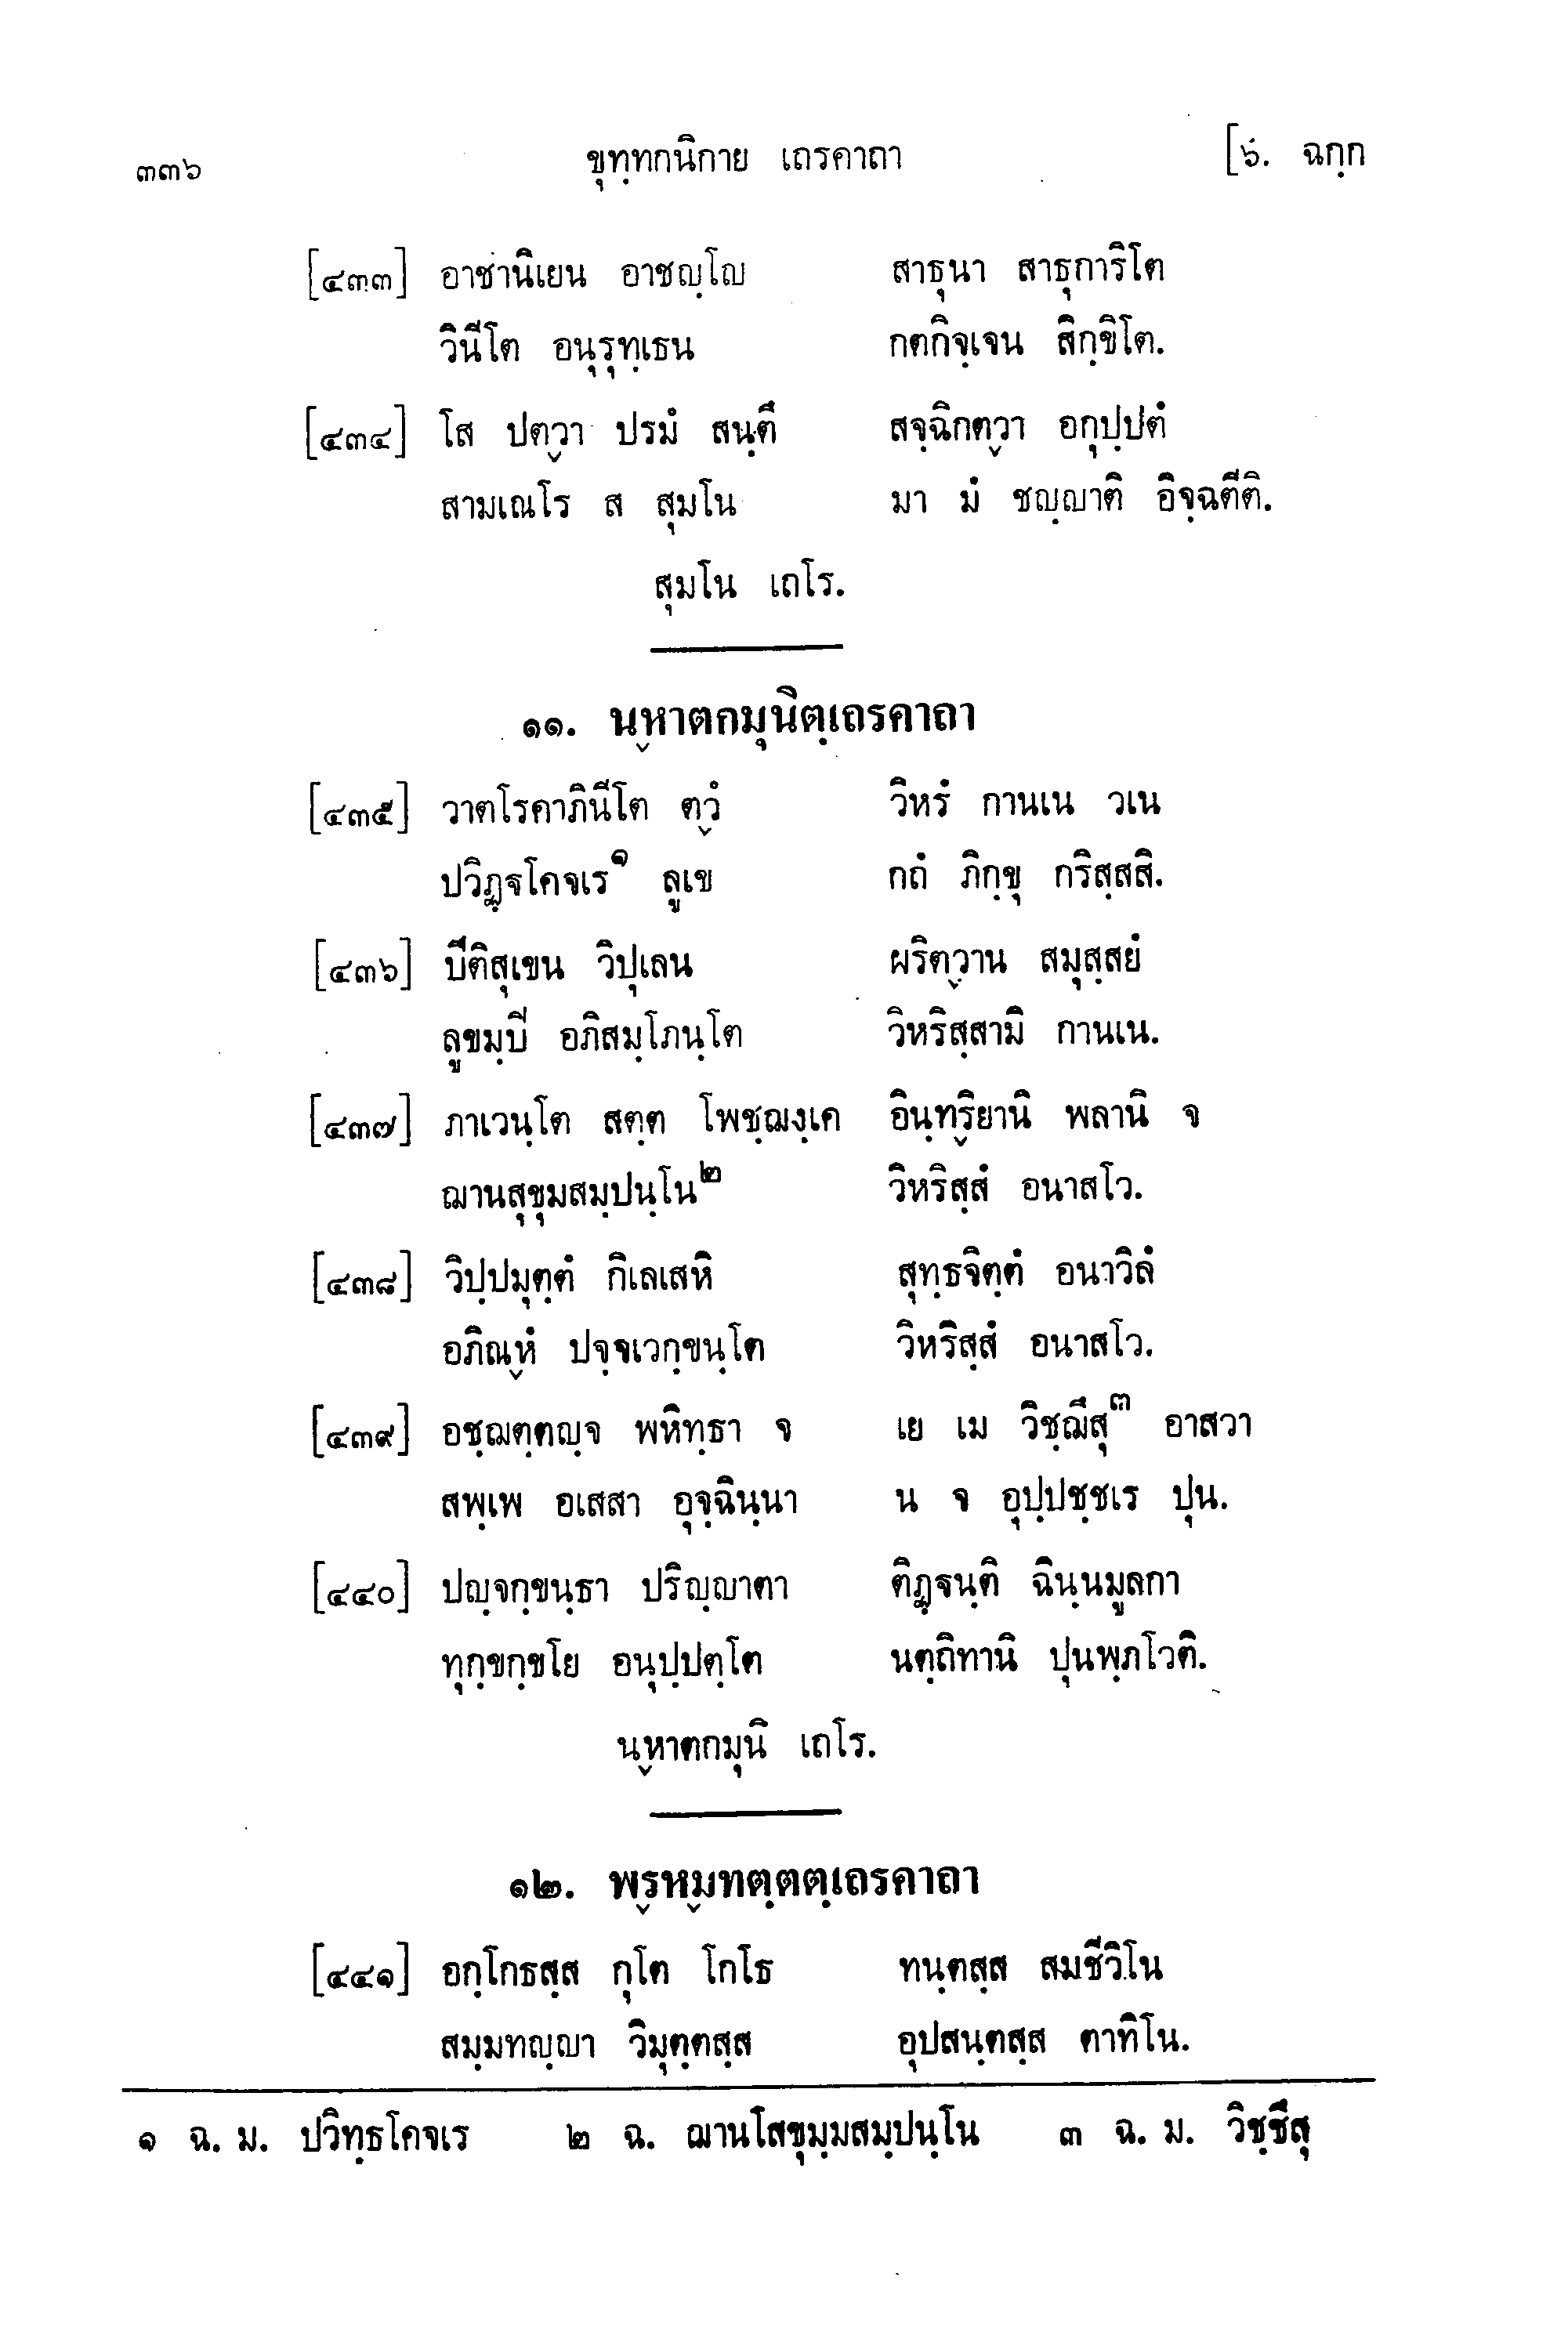 ๓๓๖ ขุทฺทกนิกาย เถรคาถา [๖. ฉกฺก
[๔๓๓] อาชานิเยน อาชญฺโญ สาธุนา สาธุการิโต
วินีโต อนุรุทฺเธน กตกิจฺเจน สิกฺขิโต.
[๔๓๔] โส ปตฺวา ปรมํ สนฺตึ สจฺฉิกตฺวา อกุปฺปตํ
สามเณโร ส สุมโน มา มํ ชญฺญาติ อิจฺฉตีติ.
สุมโน เถโร.
๑๑. นฺหาตกมุนิตฺเถรคาถา
[๔๓๕] วาตโรคาภินีโต ตฺวํ วิหรํ กานเน วเน
ปวิฏฺฐโคจเร๑ ลูเข กถํ ภิกฺขุ กริสฺสสิ.
[๔๓๖] ปีติสุเขน วิปุเลน ผริตฺวาน สมุสฺสยํ
ลูขมฺปี อภิสมฺโภนฺโต วิหริสฺสามิ กานเน.
[๔๓๗] ภาเวนฺโต สตฺต โพชฺฌงฺเค อินฺทฺริยานิ พลานิ จ
ฌานสุขุมสมฺปนฺโน๒ วิหริสฺสํ อนาสโว.
[๔๓๘] วิปฺปมุตฺตํ กิเลเสหิ สุทฺธจิตฺตํ อนาวิลํ
อภิณฺหํ ปจฺจเวกฺขนฺโต วิหริสฺสํ อนาสโว.
[๔๓๙] อชฺฌตฺตญฺจ พหิทฺธา จ เย เม วิชฺฌึสุ๓ อาสวา
สพฺเพ อเสสา อุจฺฉินฺนา น จ อุปฺปชฺชเร ปุน.
[๔๔๐] ปญฺจกฺขนฺธา ปริญฺญาตา ติฏฺฐนฺติ ฉินฺนมูลกา
ทุกฺขกฺขโย อนุปฺปตฺโต นตฺถิทานิ ปุนพฺภโวติ.
นฺหาตกมุนิ เถโร.
๑๒. พฺรหฺมทตฺตตฺเถรคาถา
[๔๔๑] อกฺโกธสฺส กุโต โกโธ ทนฺตสฺส สมชีวิโน
สมฺมทญฺญา วิมุตฺตสฺส อุปสนฺตสฺส ตาทิโน.
๑ ฉ. ม. ปวิทฺธโคจเร ๒ ฉ. ฌานโสขุมฺมสมฺปนฺโน ๓ ฉ. ม. วิชฺชึสุ